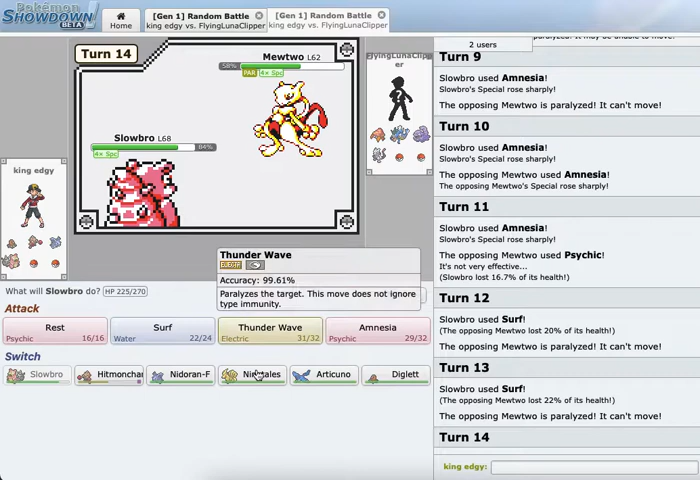 Pokémon
SHOWDOWN BETA!
Home
[Gen 1] Random Battle
king edgy vs. FlyingLunaClipper
[Gen 1] Random Battle
king edgy vs. FlyingLunaClipper
2 users
Turn 14
Mewtwo L62
58%
PAR 4× Spc
Slowbro L68
84%
4× Spc
king edgy
FlyingLunaClipp
er
Turn 9
Slowbro used Amnesia!
Slowbro's Special rose sharply!
The opposing Mewtwo is paralyzed! It can't move!
Turn 10
The opposing Mewtwo used Amnesia!
The opposing Mewtwo's Special rose sharply!
Slowbro used Amnesia!
Turn 11
Slowbro used Amnesia!
Slowbro's Special rose sharply!
The opposing Mewtwo used Psychic!
It's not very effective...
(Slowbro lost 16.7% of its health!)
Turn 12
Slowbro used Surf!
(The opposing Mewtwo lost 20% of its health!)
Turn 13
Slowbro used Surf!
(The opposing Mewtwo lost 22% of its health!)
The opposing Mewtwo is paralyzed! It can't move!
Turn 14
king edgy:
Thunder Wave
ELECTR
Accuracy: 99.61%
Paralyzes the target. This move does not ignore
type immunity.
What will Slowbro do? HP 225/270
Attack
Rest
Psychic 16/16
Surf
Water 22/24
Thunder Wave
Electric 31/32
Amnesia
Psychic 29/32
Switch
Slowbro
Hitmonchan
Nidoran-F
Ninetales
Articuno
Diglett